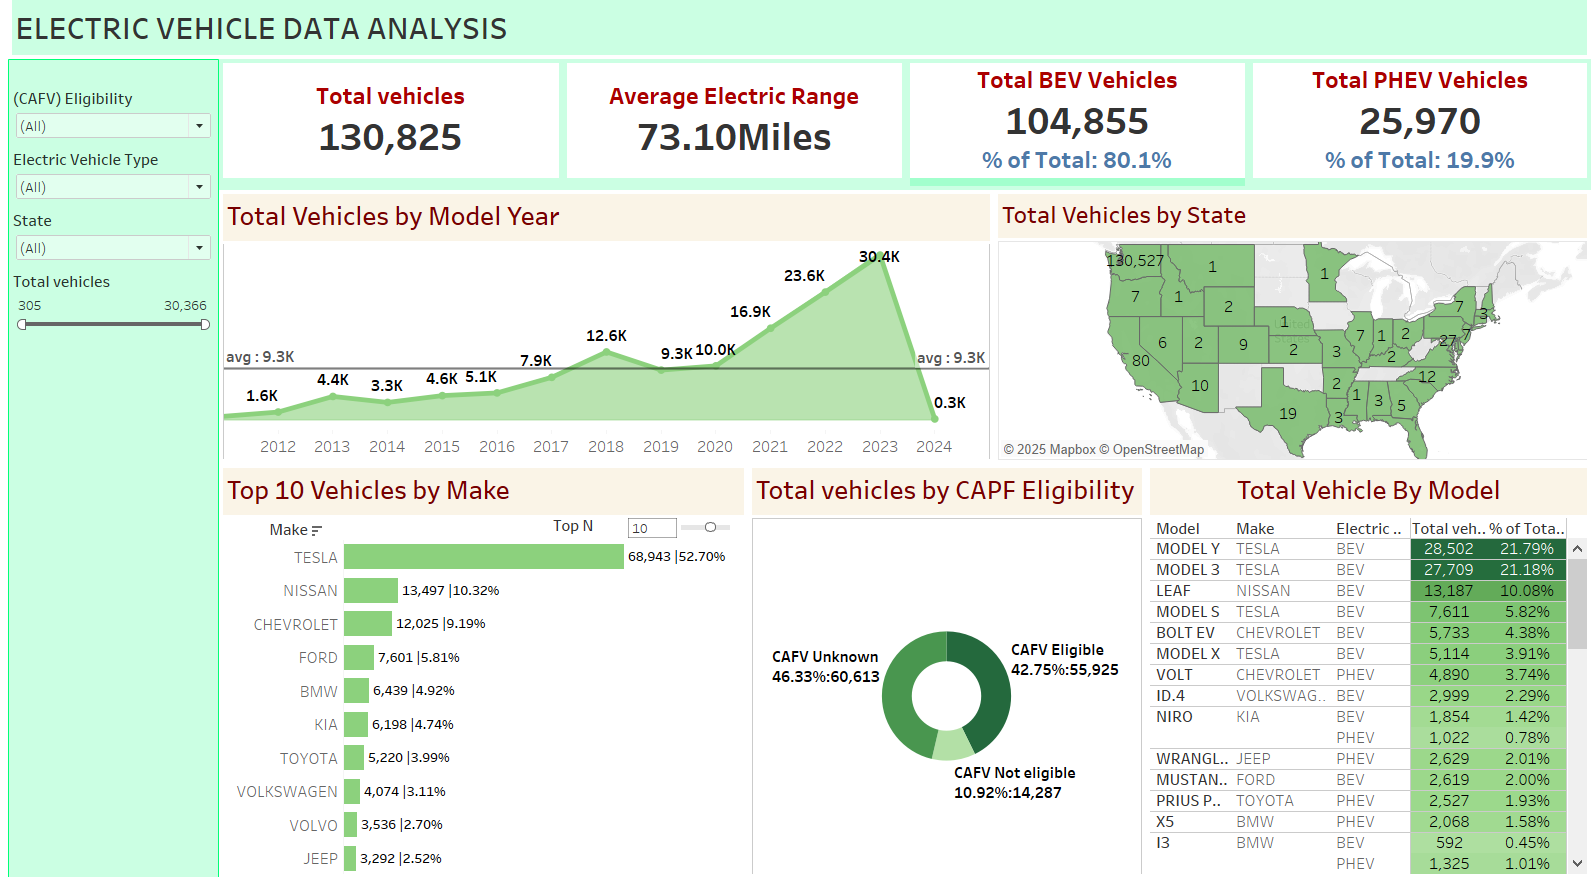 ELECTRIC VEHICLE DATA ANALYSIS
(CAFV) Eligibility
(All)
Electric Vehicle Type
(All)
State
(All)
Total vehicles
305 30,366
Total vehicles
130,825
Average Electric Range
73.10Miles
Total BEV Vehicles
104,855
% of Total: 80.1%
Total PHEV Vehicles
25,970
% of Total: 19.9%
Total Vehicles by Model Year
30.4K
23.6K
16.9K
12.6K
9.3K 10.0K
7.9K
avg : 9.3K avg : 9.3K
1.6K 4.4K 3.3K 4.6K 5.1K
0.3K
2012 2013 2014 2015 2016 2017 2018 2019 2020 2021 2022 2023 2024
Total Vehicles by State
130,527 1 1
7 1 2 7 3
1
6 2 9 2 3 7 1 2 27 7
80 2
10 2 12
19 3 1 3 5
© 2025 Mapbox © OpenStreetMap
Top 10 Vehicles by Make
Make Top N 10
TESLA 68,943 |52.70%
NISSAN 13,497 |10.32%
CHEVROLET 12,025 |9.19%
FORD 7,601 |5.81%
BMW 6,439 |4.92%
KIA 6,198 |4.74%
TOYOTA 5,220 |3.99%
VOLKSWAGEN 4,074 |3.11%
VOLVO 3,536 |2.70%
JEEP 3,292 |2.52%
Total vehicles by CAPF Eligibility
CAFV Unknown
46.33%:60,613
CAFV Eligible
42.75%:55,925
CAFV Not eligible
10.92%:14,287
Total Vehicle By Model
Model Make Electric .. Total veh.. % of Tota..
MODEL Y TESLA BEV 28,502 21.79%
MODEL 3 TESLA BEV 27,709 21.18%
LEAF NISSAN BEV 13,187 10.08%
MODEL S TESLA BEV 7,611 5.82%
BOLT EV CHEVROLET BEV 5,733 4.38%
MODEL X TESLA BEV 5,114 3.91%
VOLT CHEVROLET PHEV 4,890 3.74%
ID.4 VOLKSWAG.. BEV 2,999 2.29%
NIRO KIA BEV 1,854 1.42%
PHEV 1,022 0.78%
WRANGL.. JEEP PHEV 2,629 2.01%
MUSTAN.. FORD BEV 2,619 2.00%
PRIUS P.. TOYOTA PHEV 2,527 1.93%
X5 BMW PHEV 2,068 1.58%
I3 BMW BEV 592 0.45%
PHEV 1,325 1.01%